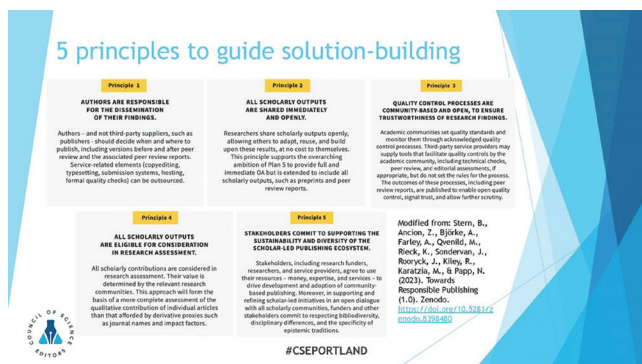 5 principles to guide solution-building
Principle 1
AUTHORS ARE RESPONSIBLE
FOR THE DISSEMINATION
OF THEIR FINDINGS.
Authors – and not third-party suppliers, such as
publishers - should decide when and where to
publish, including versions before and after peer
review and the associated peer review reports.
Service-related elements (copyediting,
typesetting, submission systems, hosting,
formal quality checks) can be outsourced.
Principle 2
ALL SCHOLARLY OUTPUTS
ARE SHARED IMMEDIATELY
AND OPENLY.
Researchers share scholarly outputs openly,
allowing others to adapt, reuse, and build
upon these results, at no cost to themselves.
This principle supports the overarching
ambition of Plan S to provide full and
immediate OA but is extended to include all
scholarly outputs, such as preprints and peer
review reports.
Principle 3
QUALITY CONTROL PROCESSES ARE
COMMUNITY-BASED AND OPEN, TO ENSURE
TRUSTWORTHINESS OF RESEARCH FINDINGS.
Academic communities set quality standards and
monitor them through acknowledged quality
control processes. Third-party service providers may
supply tools that facilitate quality controls by the
academic community, including technical checks,
peer review, and editorial assessments, if
appropriate, but do not set the rules for the process.
The outcomes of these processes, including peer
review reports, are published to enable open quality
control, signal trust, and allow further scrutiny.
Principle 4
ALL SCHOLARLY OUTPUTS
ARE ELIGIBLE FOR CONSIDERATION
IN RESEARCH ASSESSMENT.
All scholarly contributions are considered in
research assessment. Their value is
determined by the relevant research
communities. This approach will form the
basis of a more complete assessment of the
qualitative contribution of individual articles
than that afforded by derivative proxies such
as journal names and impact factors.
Principle 5
STAKEHOLDERS COMMIT TO SUPPORTING THE
SUSTAINABILITY AND DIVERSITY OF THE
SCHOLAR-LED PUBLISHING ECOSYSTEM.
Stakeholders, including research funders,
researchers, and service providers, agree to use
their resources – money, expertise, and services – to
drive development and adoption of community-
based publishing. Moreover, in supporting and
refining scholar-led initiatives in an open dialogue
with all scholarly communities, funders and other
stakeholders commit to respecting bibliodiversity,
disciplinary differences, and the specificity of
epistemic traditions.
Modified from: Stern, B.,
Ancion, Z., Björke, A.,
Farley, A., Qvenild, M.,
Rieck, K., Sondervan, J.,
Rooryck, J., Kiley, R.,
Karatzia, M., & Papp, N.
(2023). Towards
Responsible Publishing
(1.0). Zenodo.
https://doi.org/10.5281/z
enodo.8398480
COUNCIL OF SCIENCE EDITORS
#CSEPORTLAND